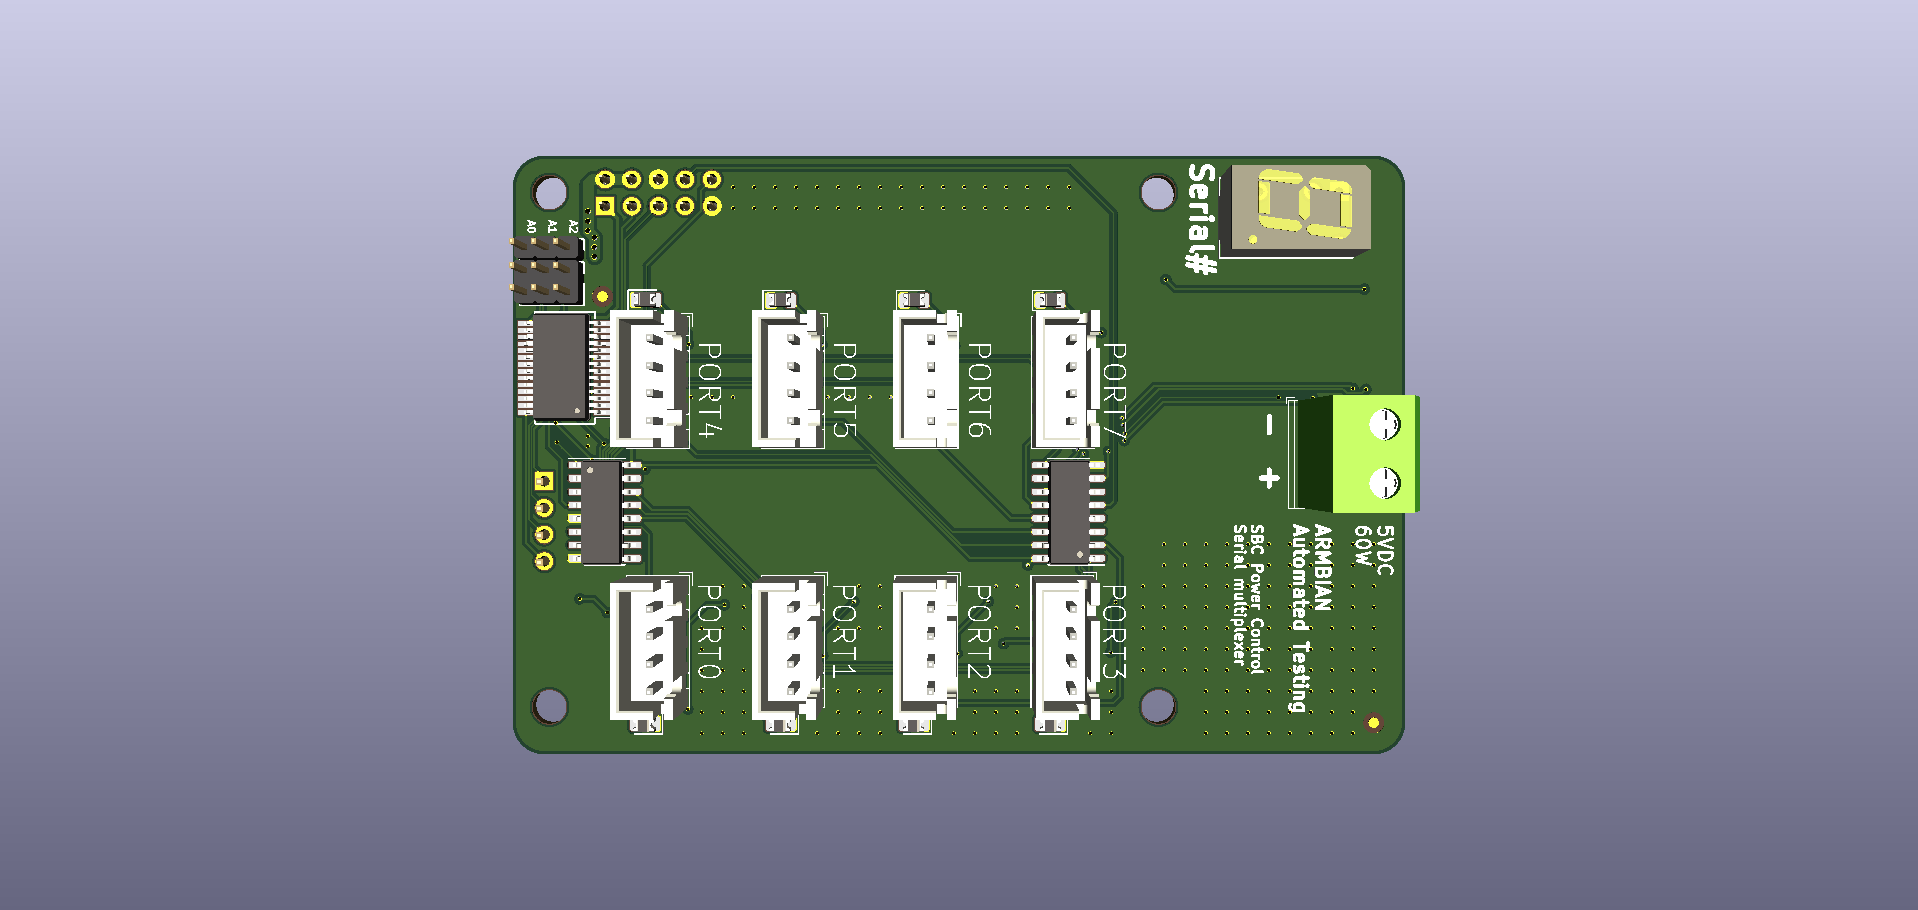 Serial#
A0
A1
A2
PORT4
PORT5
PORT6
PORT7
-
+
5VDC
60W
ARMBIAN
Automated Testing
SBC Power Control
Serial multiplexer
PORT0
PORT1
PORT2
PORT3